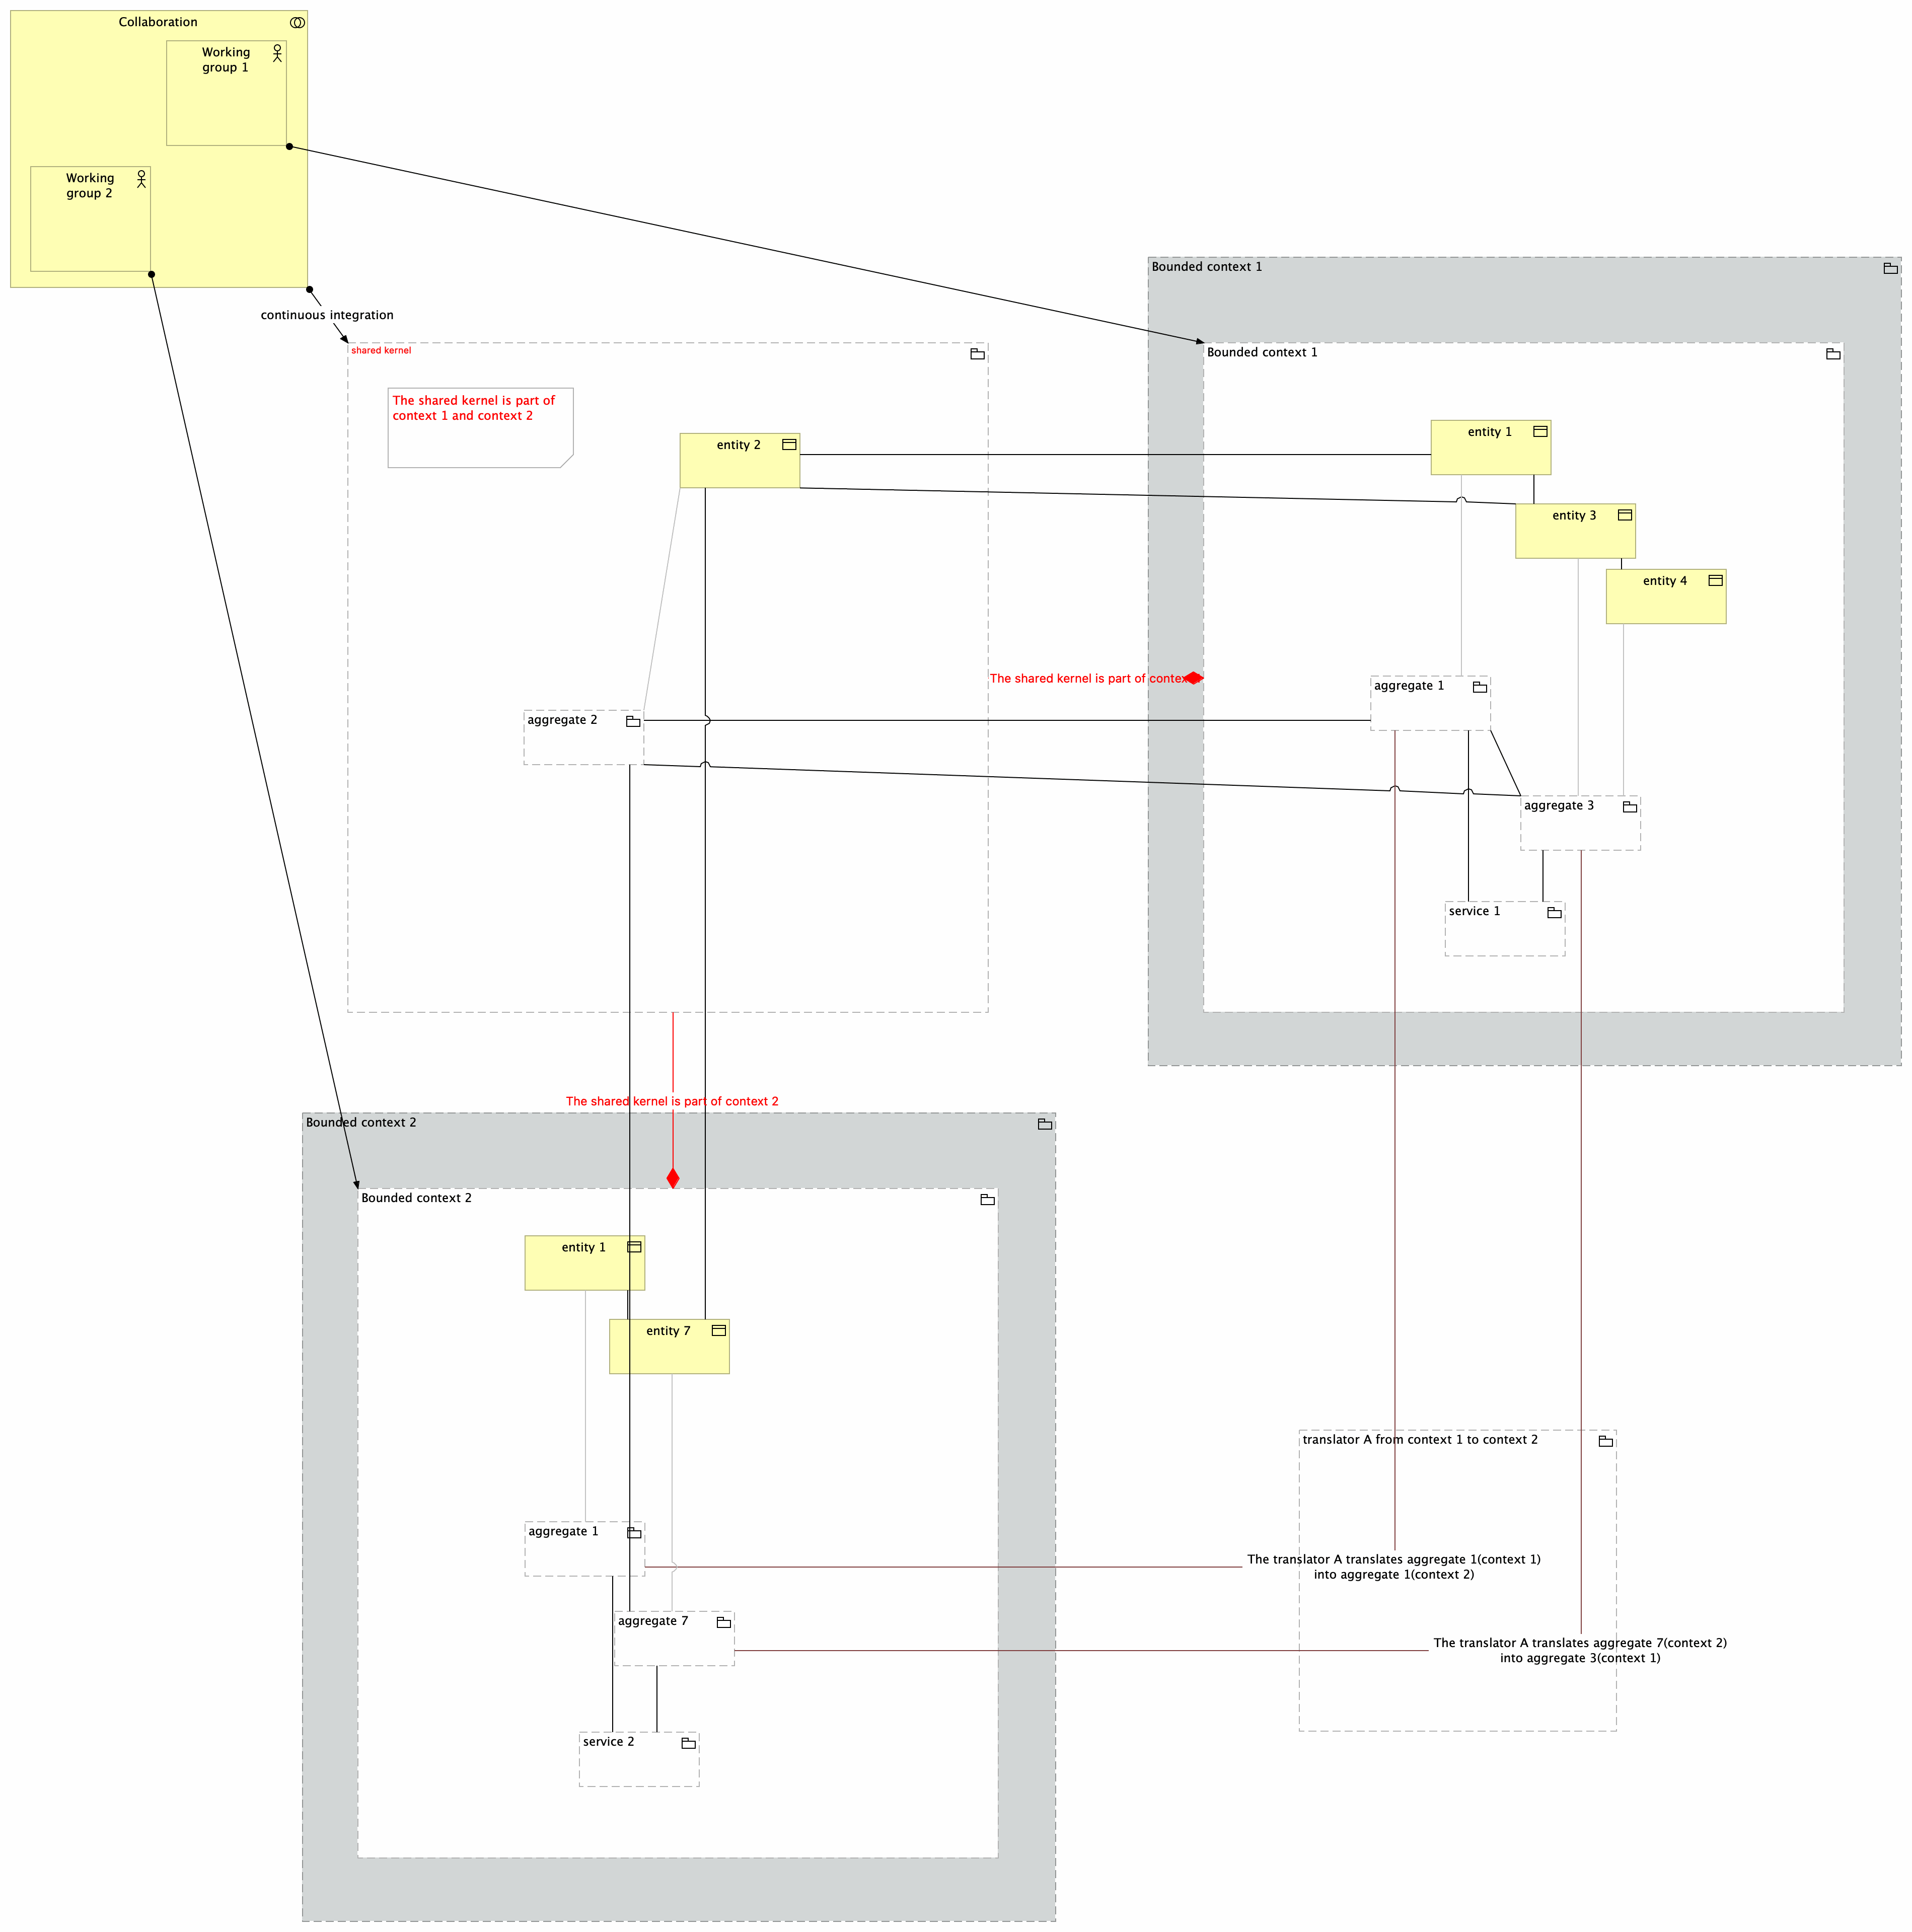 Collaboration
Working
group 1
Working
group 2
continuous integration
Bounded context 1
Bounded context 1
shared kernel
The shared kernel is part of
context 1 and context 2
entity 2
entity 1
entity 3
entity 4
The shared kernel is part of
aggregate 1
aggregate 2
aggregate 3
service 1
The shared kernel is part of context 2
Bounded context 2
Bounded context 2
entity 1
entity 7
translator A from context 1 to context 2
aggregate 1
The translator A translates aggregate 1(context 1)
into aggregate 1(context 2)
aggregate 7
The translator A translates aggregate 7(context 2)
into aggregate 3(context 1)
service 2